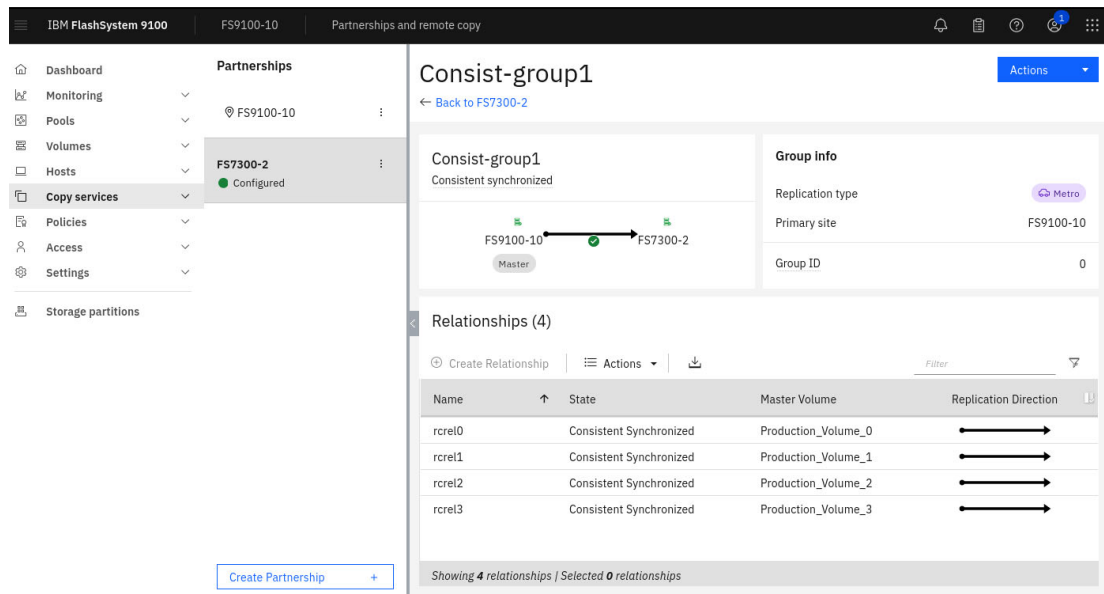 IBM FlashSystem 9100
FS9100-10
Partnerships and remote copy
1
Dashboard
Monitoring
Pools
Volumes
Hosts
Copy services
Policies
Access
Settings
Storage partitions
Partnerships
FS9100-10
FS7300-2
Configured
Create Partnership +
Consist-group1
Actions
← Back to FS7300-2
Consist-group1
Consistent synchronized
FS9100-10 FS7300-2
Master
Group info
Replication type Metro
Primary site FS9100-10
Group ID 0
Relationships (4)
Create Relationship Actions Filter
Name ↑ State Master Volume Replication Direction
rcrel0 Consistent Synchronized Production_Volume_0
rcrel1 Consistent Synchronized Production_Volume_1
rcrel2 Consistent Synchronized Production_Volume_2
rcrel3 Consistent Synchronized Production_Volume_3
Showing 4 relationships | Selected 0 relationships